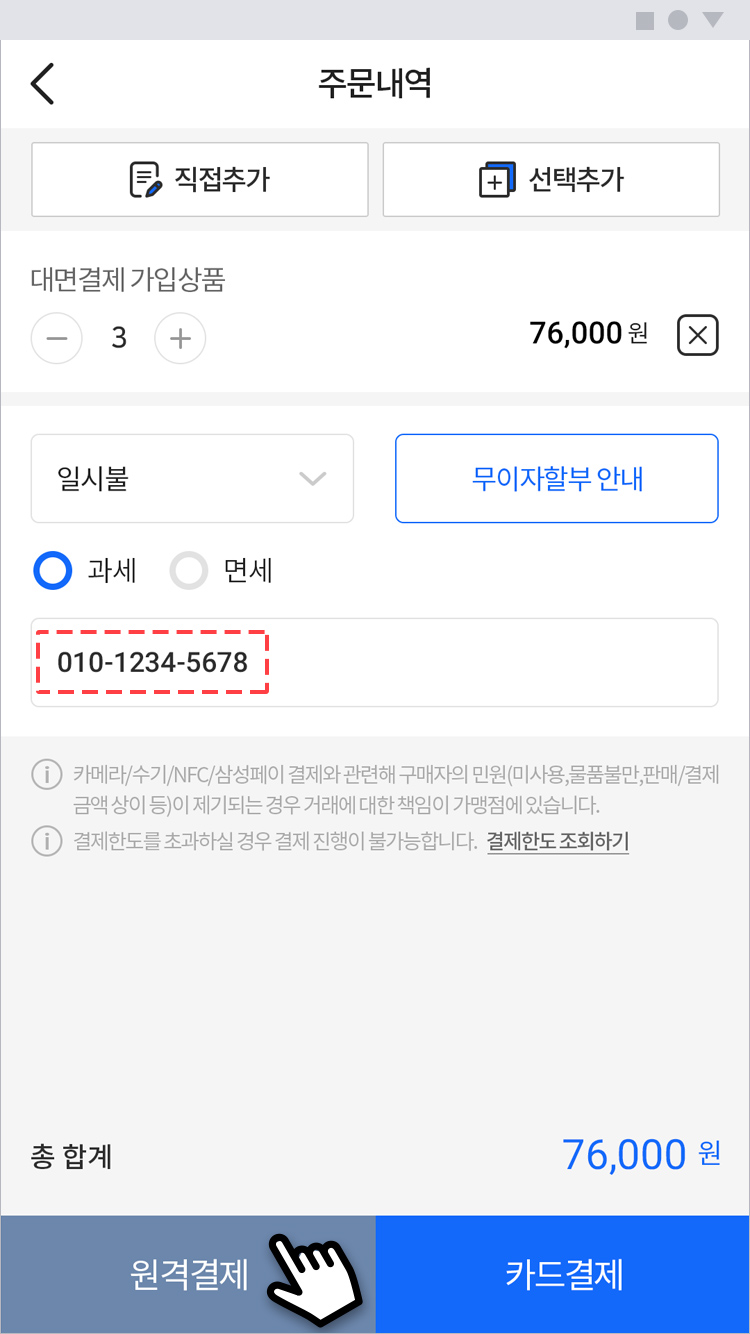 주문내역
직접추가
선택추가
대면결제 가입상품
3
76,000 원
일시불
무이자할부 안내
과세
면세
010-1234-5678
카메라/수기/NFC/삼성페이 결제와 관련해 구매자의 민원(미사용,물품불만,판매/결제
금액 상이 등)이 제기되는 경우 거래에 대한 책임이 가맹점에 있습니다.
결제한도를 초과하실 경우 결제 진행이 불가능합니다. 결제한도 조회하기
총 합계
76,000 원
원격결제
카드결제